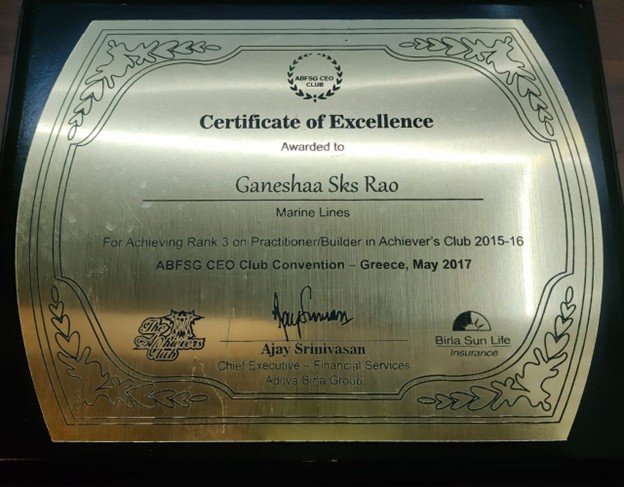 ABFSG CEO
CLUB
Certificate of Excellence
Awarded to
Ganeshaa Sks Rao
Marine Lines
For Achieving Rank 3 on Practitioner/Builder in Achiever's Club 2015-16
ABFSG CEO Club Convention – Greece, May 2017
Ajay Srinivasan
The
Achievers
Club
Ajay Srinivasan
Chief Executive – Financial Services
Aditya Birla Group
Birla Sun Life
Insurance